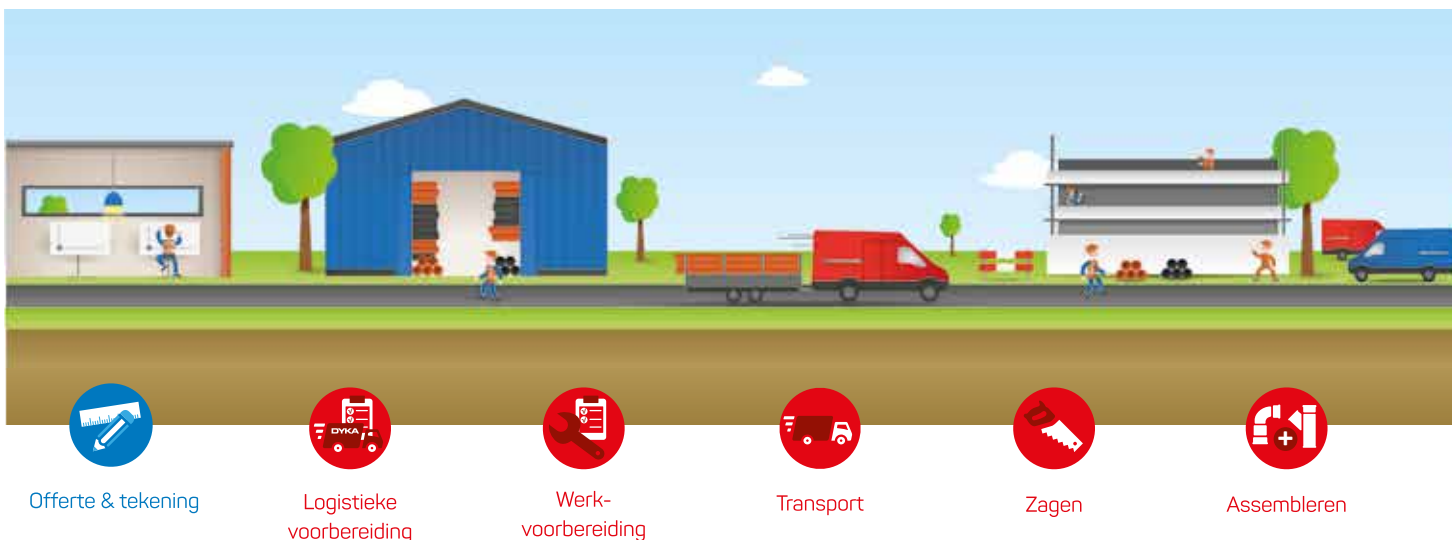 DYKA
Offerte & tekening
Logistieke
voorbereiding
Werk-
voorbereiding
Transport
Zagen
Assembleren